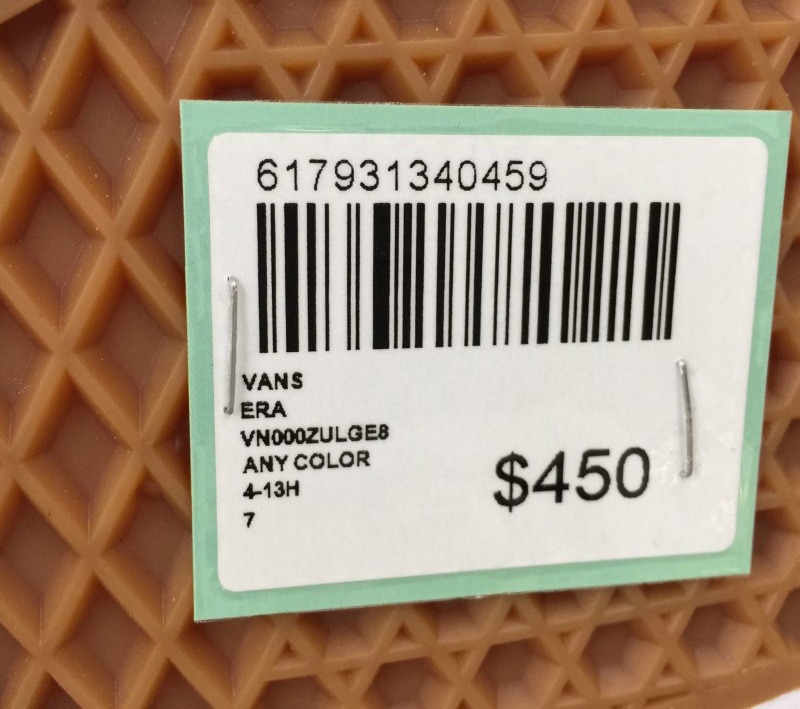 617931340459
VANS
ERA
VN000ZULGE8
ANY COLOR
4-13H
7
$450